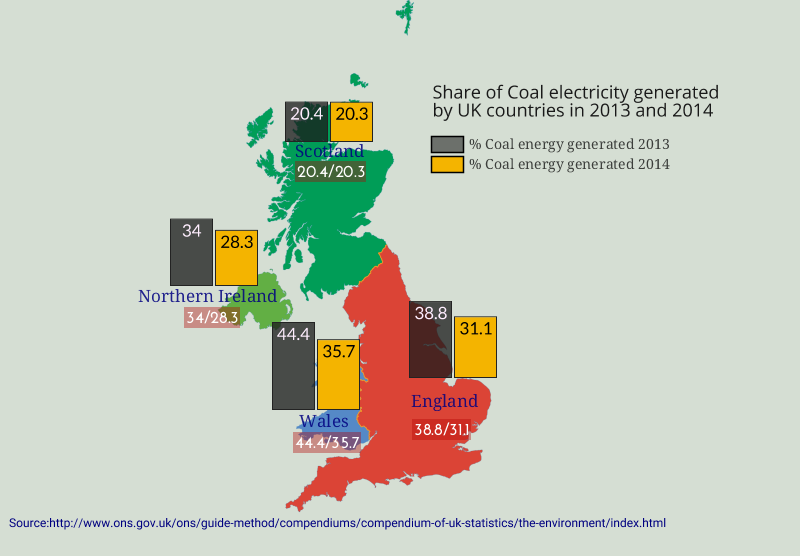 Share of Coal electricity generated
by UK countries in 2013 and 2014
% Coal energy generated 2013
% Coal energy generated 2014
20.4
20.3
Scotland
20.4/20.3
34
28.3
Northern Ireland
34/28.3
44.4
35.7
Wales
44.4/35.7
38.8
31.1
England
38.8/31.1
Source:http://www.ons.gov.uk/ons/guide-method/compendiums/compendium-of-uk-statistics/the-environment/index.html